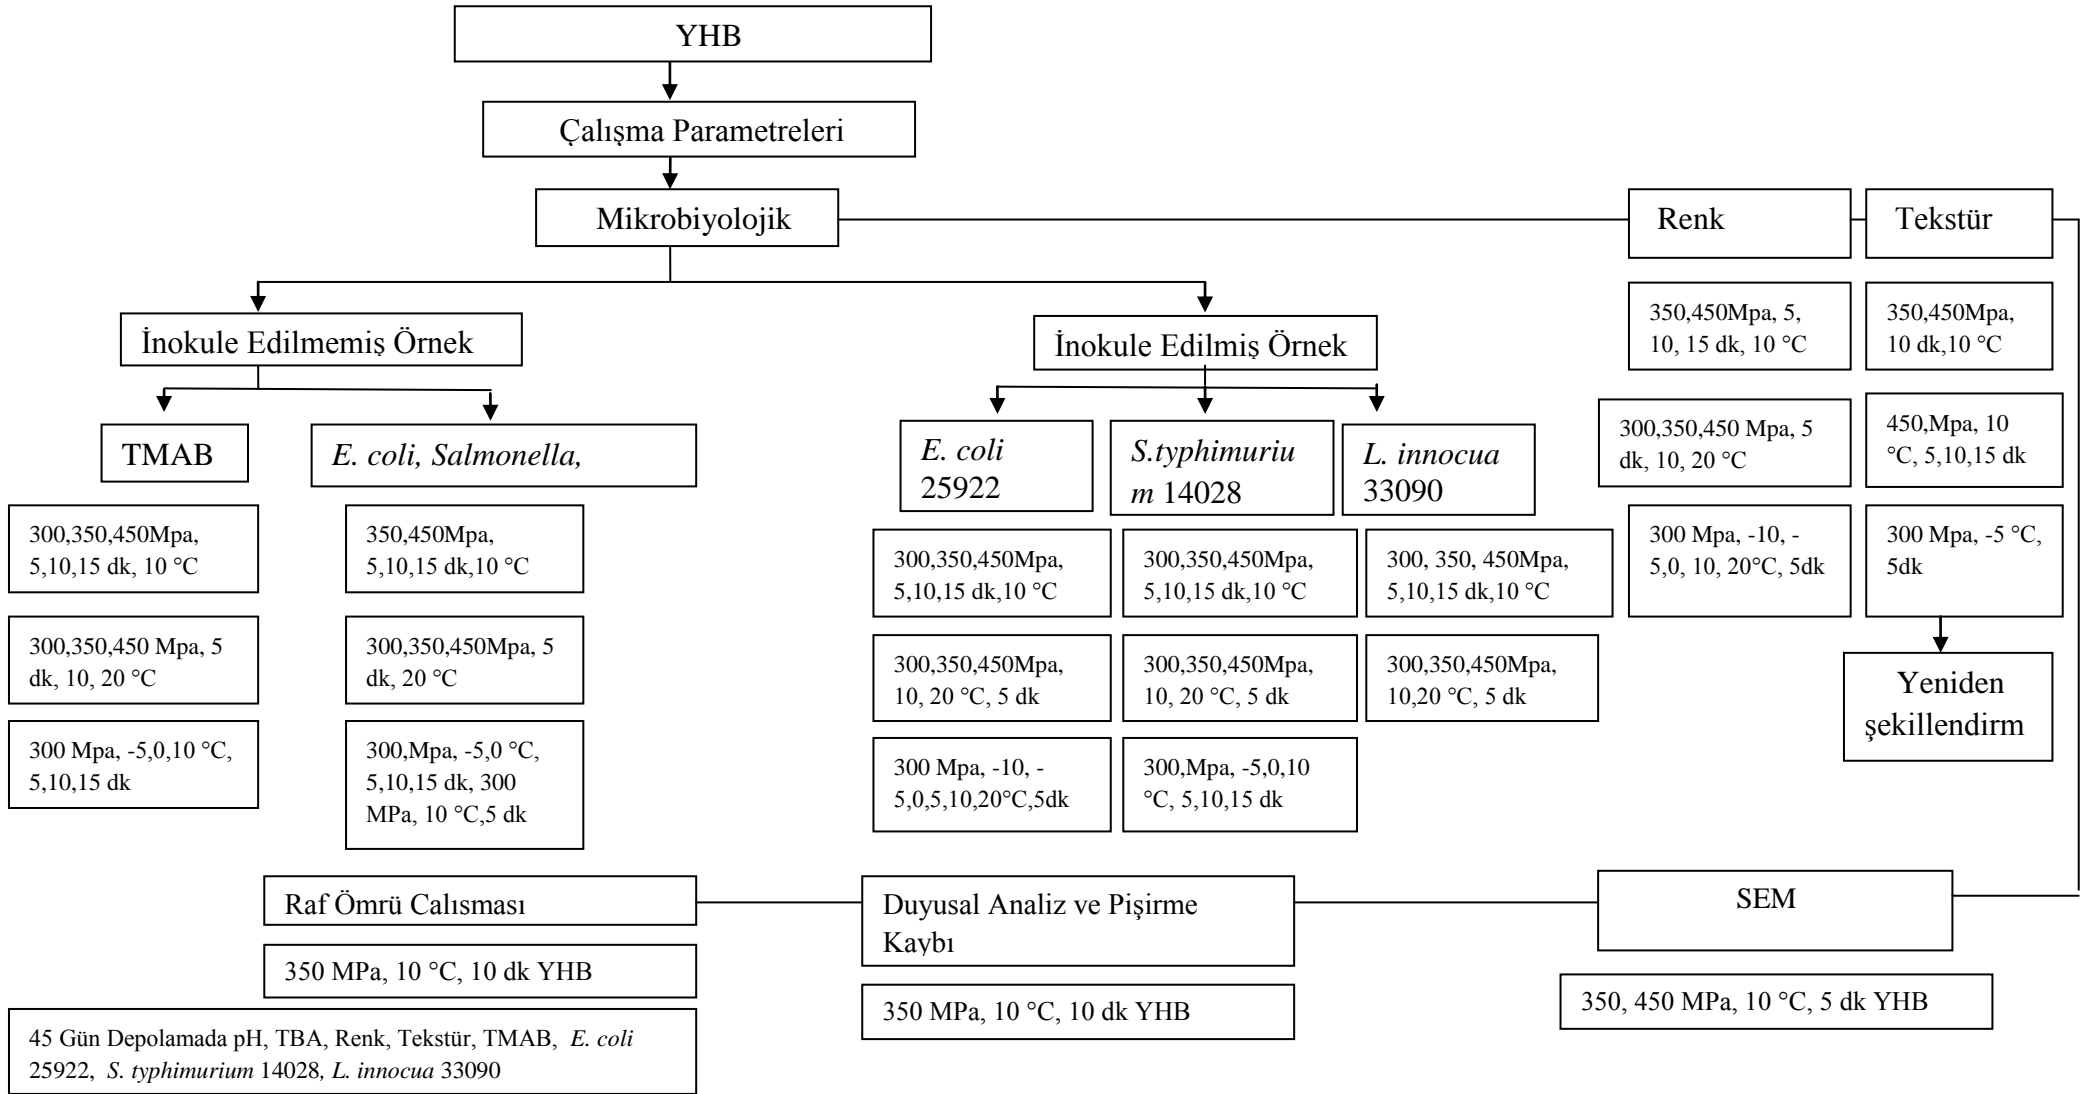 YHB
Çalışma Parametreleri
Mikrobiyolojik
Renk
Tekstür
İnokule Edilmemiş Örnek
İnokule Edilmiş Örnek
350,450Mpa, 5,
10, 15 dk, 10 °C
350,450Mpa,
10 dk,10 °C
TMAB
E. coli, Salmonella,
E. coli
25922
S.typhimuriu
m 14028
L. innocua
33090
300,350,450 Mpa, 5
dk, 10, 20 °C
450,Mpa, 10
°C, 5,10,15 dk
300,350,450Mpa,
5,10,15 dk, 10 °C
350,450Mpa,
5,10,15 dk,10 °C
300,350,450Mpa,
5,10,15 dk,10 °C
300,350,450Mpa,
5,10,15 dk,10 °C
300, 350, 450Mpa,
5,10,15 dk,10 °C
300 Mpa, -10, -
5,0, 10, 20°C, 5dk
300 Mpa, -5 °C,
5dk
300,350,450 Mpa, 5
dk, 10, 20 °C
300,350,450Mpa, 5
dk, 20 °C
300,350,450Mpa,
10, 20 °C, 5 dk
300,350,450Mpa,
10, 20 °C, 5 dk
300,350,450Mpa,
10,20 °C, 5 dk
Yeniden
şekillendirm
300 Mpa, -5,0,10 °C,
5,10,15 dk
300,Mpa, -5,0 °C,
5,10,15 dk, 300
MPa, 10 °C,5 dk
300 Mpa, -10, -
5,0,5,10,20°C,5dk
300,Mpa, -5,0,10
°C, 5,10,15 dk
Raf Ömrü Calısması
Duyusal Analiz ve Pişirme
Kaybı
SEM
350 MPa, 10 °C, 10 dk YHB
350 MPa, 10 °C, 10 dk YHB
350, 450 MPa, 10 °C, 5 dk YHB
45 Gün Depolamada pH, TBA, Renk, Tekstür, TMAB, E. coli
25922, S. typhimurium 14028, L. innocua 33090